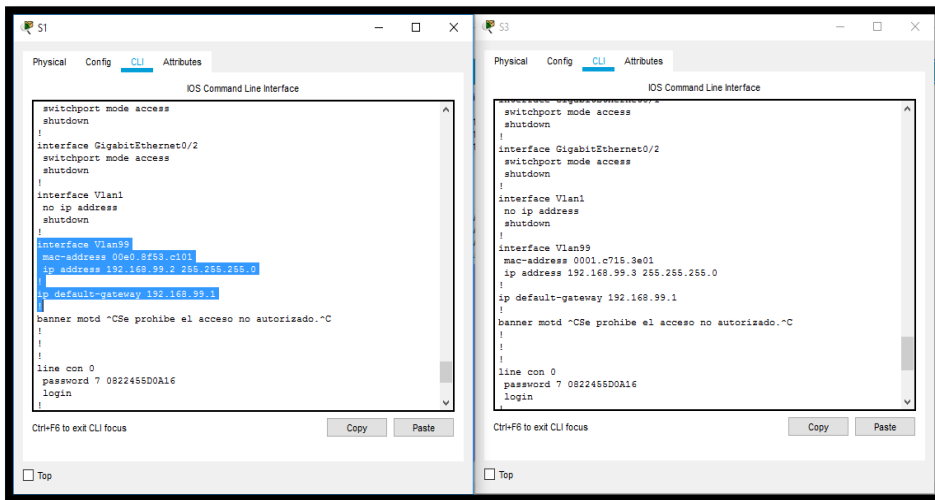 S1
Physical Config CLI Attributes
IOS Command Line Interface
switchport mode access
shutdown
!
interface GigabitEthernet0/2
switchport mode access
shutdown
!
interface Vlan1
no ip address
shutdown
!
interface Vlan99
mac-address 00e0.8f53.c101
ip address 192.168.99.2 255.255.255.0
!
ip default-gateway 192.168.99.1
!
banner motd ^CSe prohibe el acceso no autorizado.^C
!
!
!
line con 0
password 7 0822455D0A16
login
!
Ctrl+F6 to exit CLI focus
Copy Paste
Top
S3
Physical Config CLI Attributes
IOS Command Line Interface
interface GigabitEthernet0/1
switchport mode access
shutdown
!
interface GigabitEthernet0/2
switchport mode access
shutdown
!
interface Vlan1
no ip address
shutdown
!
interface Vlan99
mac-address 0001.c715.3e01
ip address 192.168.99.3 255.255.255.0
!
ip default-gateway 192.168.99.1
!
banner motd ^CSe prohibe el acceso no autorizado.^C
!
!
!
line con 0
password 7 0822455D0A16
login
!
Ctrl+F6 to exit CLI focus
Copy Paste
Top